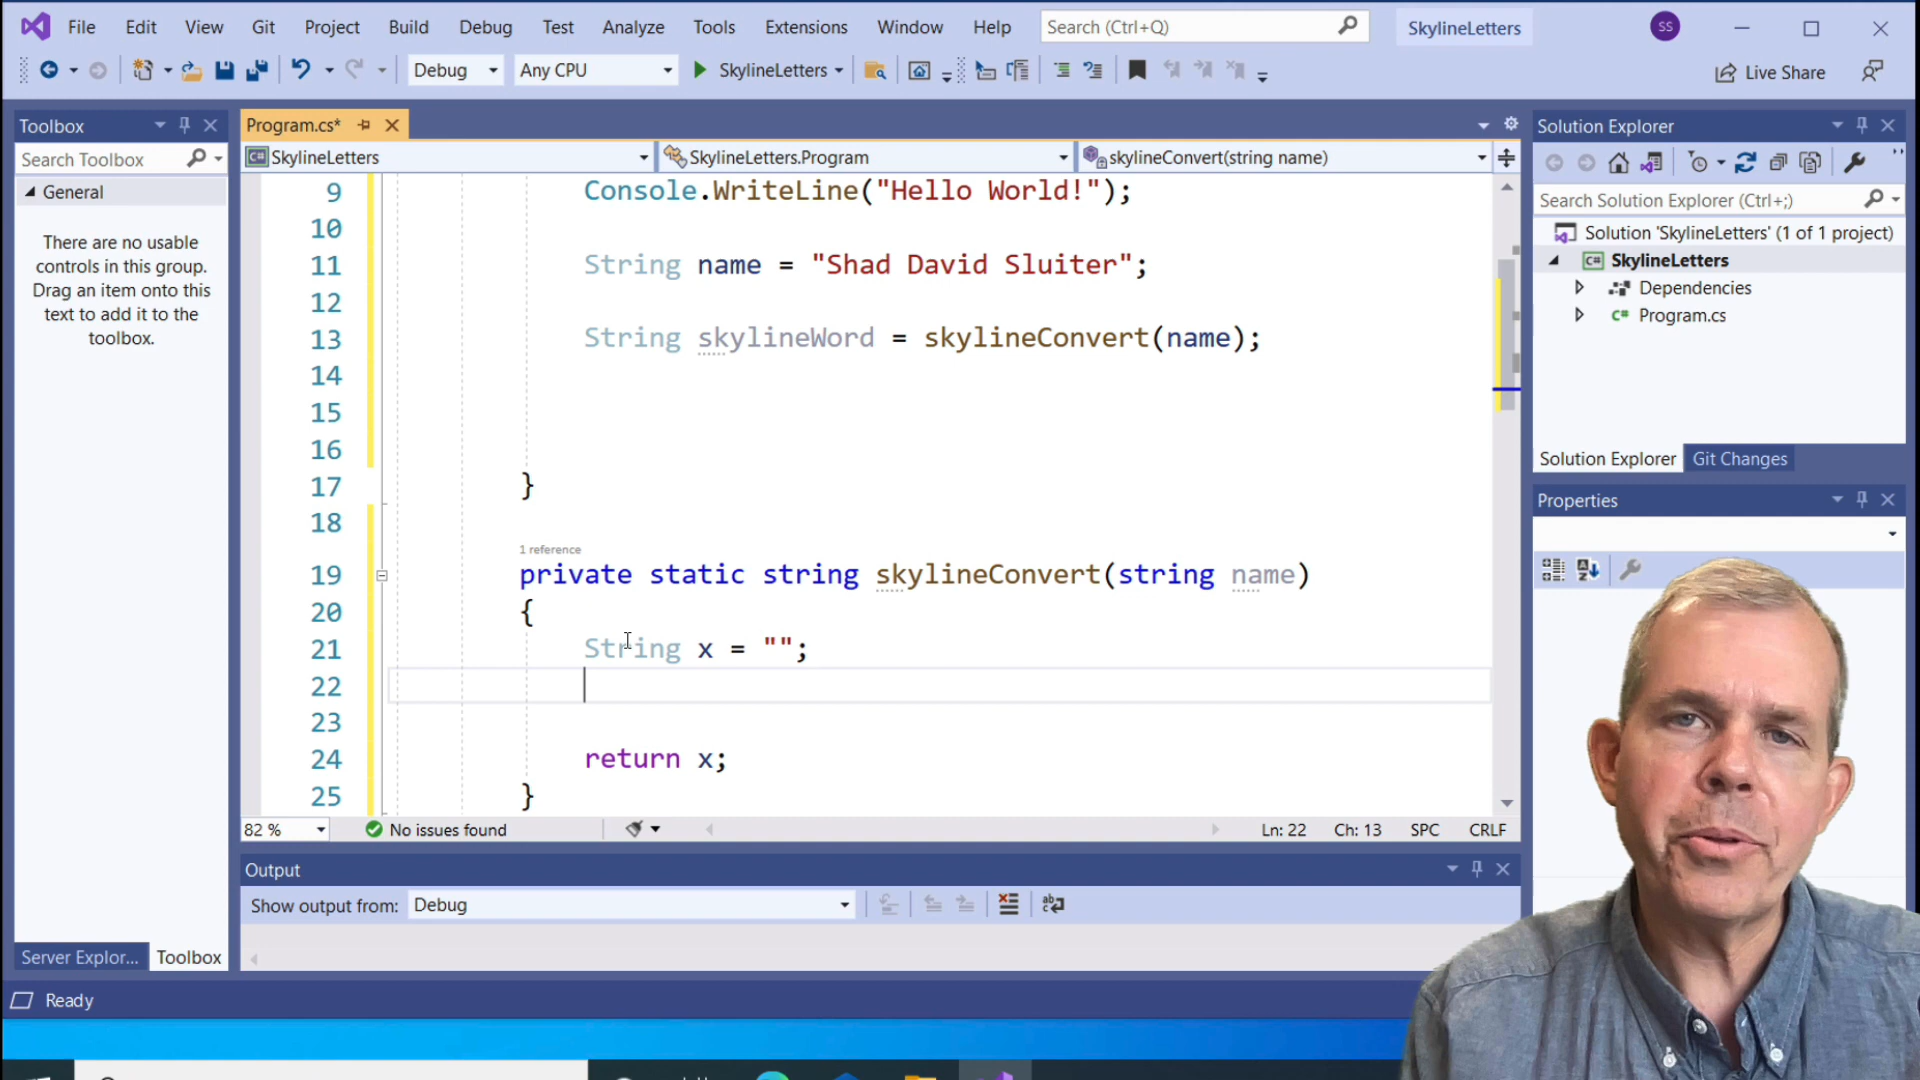 File Edit View Git Project Build Debug Test Analyze Tools Extensions Window Help Search (Ctrl+Q) SkylineLetters SS
Debug Any CPU SkylineLetters Live Share
Toolbox
Search Toolbox
General
There are no usable
controls in this group.
Drag an item onto this
text to add it to the
toolbox.
Server Explor... Toolbox
Program.cs*
SkylineLetters SkylineLetters.Program skylineConvert(string name)
9 Console.WriteLine("Hello World!");
10
11 String name = "Shad David Sluiter";
12
13 String skylineWord = skylineConvert(name);
14
15
16
17 }
18
1 reference
19 private static string skylineConvert(string name)
20 {
21 String x = "";
22
23
24 return x;
25 }
82 % No issues found Ln: 22 Ch: 13 SPC CRLF
Output
Show output from: Debug
Solution Explorer
Search Solution Explorer (Ctrl+;)
Solution 'SkylineLetters' (1 of 1 project)
C# SkylineLetters
Dependencies
C# Program.cs
Solution Explorer Git Changes
Properties
Ready